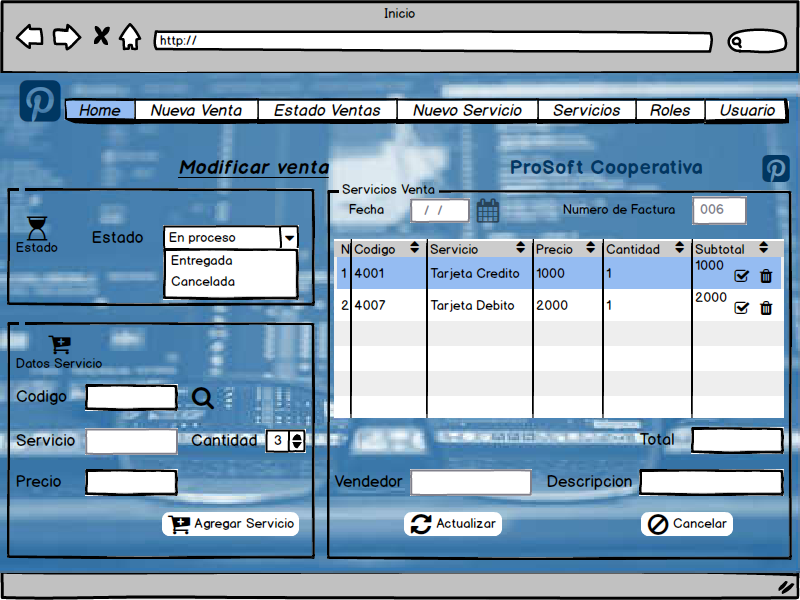 Inicio
http://
Home Nueva Venta Estado Ventas Nuevo Servicio Servicios Roles Usuario
Modificar venta
ProSoft Cooperativa
Estado
Estado
En proceso
Entregada
Cancelada
Datos Servicio
Codigo
Servicio
Cantidad 3
Precio
Agregar Servicio
Servicios Venta
Fecha / /
Numero de Factura 006
N Codigo Servicio Precio Cantidad Subtotal
1 4001 Tarjeta Credito 1000 1 1000
2 4007 Tarjeta Debito 2000 1 2000
Total
Vendedor
Descripcion
Actualizar
Cancelar